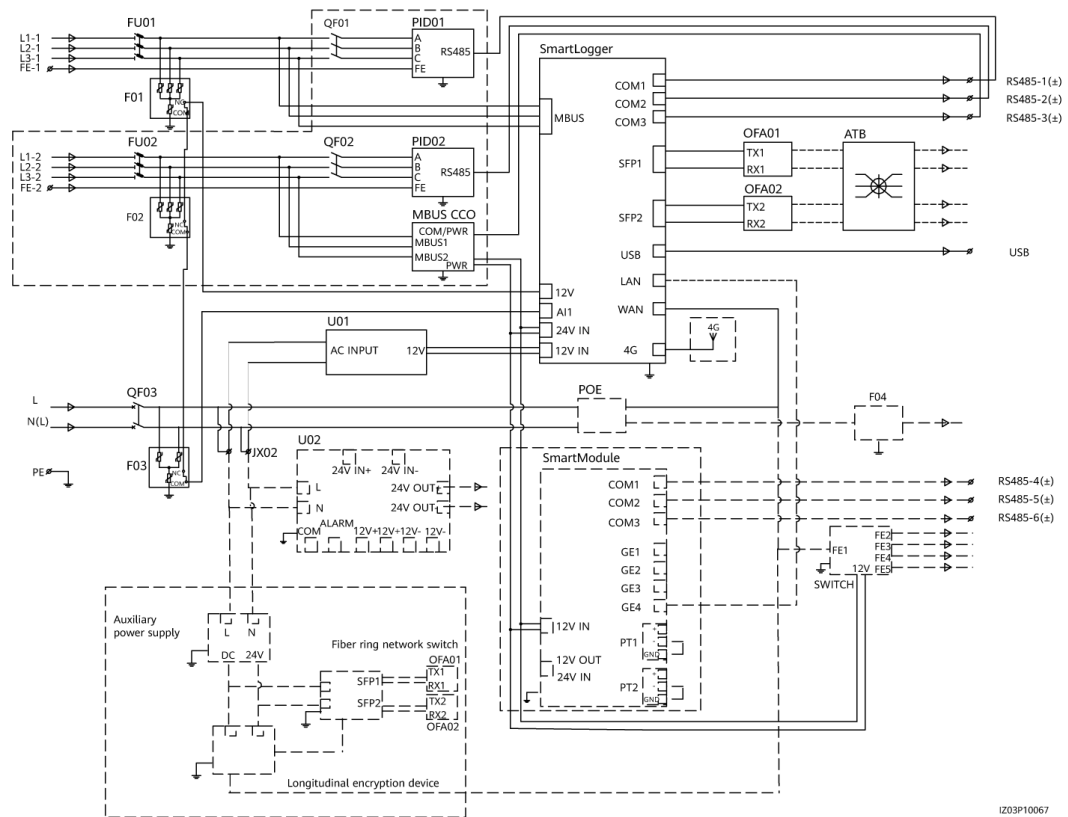 FU01
QF01
PID01
L1-1
L2-1
L3-1
FE-1
A
B
C
FE
RS485
F01
NC
COM
SmartLogger
MBUS
COM1
COM2
COM3
RS485-1(±)
RS485-2(±)
RS485-3(±)
FU02
QF02
PID02
L1-2
L2-2
L3-2
FE-2
A
B
C
FE
RS485
F02
NC
COM
MBUS CCO
COM/PWR
MBUS1
MBUS2
PWR
SFP1
SFP2
OFA01
TX1
RX1
OFA02
TX2
RX2
ATB
USB
USB
LAN
WAN
4G
4G
12V
AI1
24V IN
12V IN
U01
AC INPUT
12V
L
N(L)
PE
QF03
F03
NC
COM
JX02
POE
F04
U02
24V IN+
24V IN-
L
N
24V OUT+
24V OUT-
COM
ALARM
12V+
12V+
12V-
12V-
SmartModule
COM1
COM2
COM3
RS485-4(±)
RS485-5(±)
RS485-6(±)
GE1
GE2
GE3
GE4
12V IN
12V OUT
24V IN
PT1
+
-
GND
PT2
+
-
GND
FE1
FE2
FE3
FE4
FE5
12V
SWITCH
Auxiliary
power supply
L
N
DC
24V
Fiber ring network switch
SFP1
SFP2
OFA01
TX1
RX1
TX2
RX2
OFA02
Longitudinal encryption device
IZ03P10067